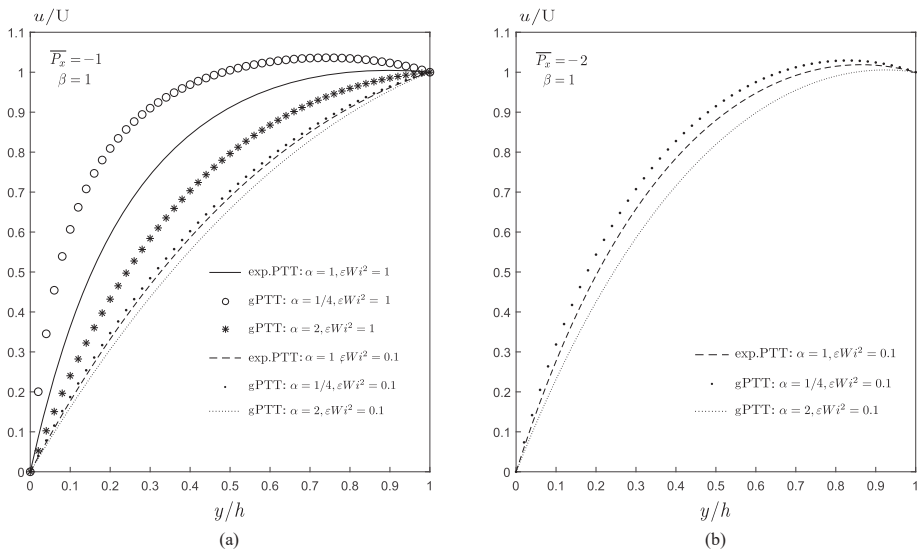 u/U
1.1
1
0.9
0.8
0.7
0.6
0.5
0.4
0.3
0.2
0.1
0
0 0.1 0.2 0.3 0.4 0.5 0.6 0.7 0.8 0.9 1
y/h
(a)
\overline{P_x} = −1
β = 1
exp.PTT: α = 1, εWi² = 1
gPTT: α = 1/4, εWi² = 1
gPTT: α = 2, εWi² = 1
exp.PTT: α = 1 εWi² = 0.1
gPTT: α = 1/4, εWi² = 0.1
gPTT: α = 2, εWi² = 0.1
u/U
1.1
1
0.9
0.8
0.7
0.6
0.5
0.4
0.3
0.2
0.1
0
0 0.1 0.2 0.3 0.4 0.5 0.6 0.7 0.8 0.9 1
y/h
(b)
\overline{P_x} = −2
β = 1
exp.PTT: α = 1, εWi² = 0.1
gPTT: α = 1/4, εWi² = 0.1
gPTT: α = 2, εWi² = 0.1